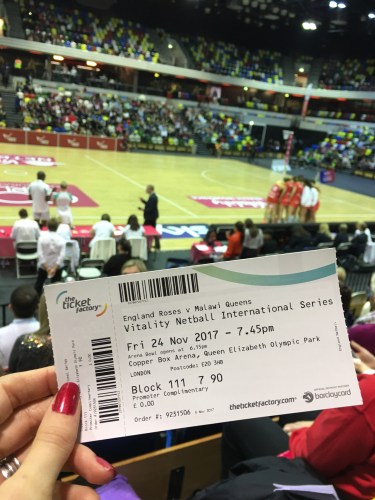 the
TICKET
FACTORY
England Roses v Malawi Queens
Vitality Netball International Series
Fri 24 Nov 2017 - 7.45pm
Arena Bowl opens at 6.15pm
Copper Box Arena, Queen Elizabeth Olympic Park
LONDON Postcode: E20 3HB
Block 111 7 90
Promoter Complimentary
£ 0.00
Order #: 9231506
theticketfactory.com
barclaycard